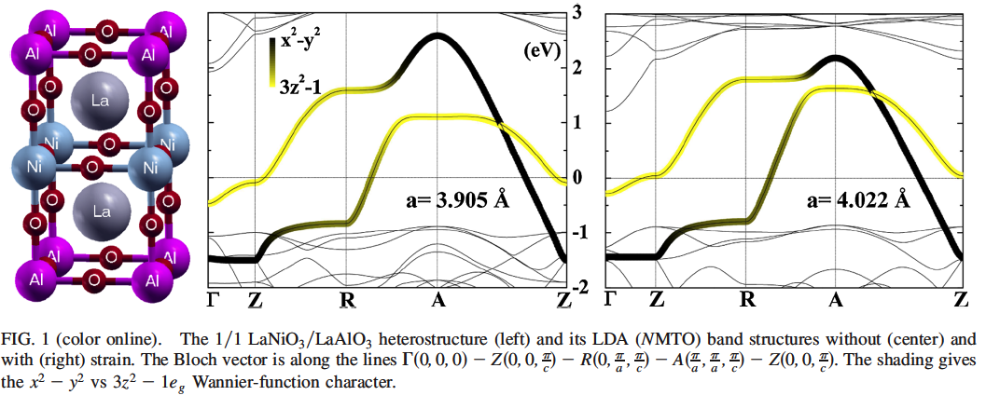 Al O Al
Al O Al
O O
La
O O
Ni O Ni
Ni O Ni
O O
La
O O
Al O Al
Al O Al
x²-y²
3z²-1
(eV)
3
2
1
0
-1
-2
a= 3.905 Å
a= 4.022 Å
Γ Z R A Z
Γ Z R A Z
FIG. 1 (color online). The 1/1 LaNiO₃/LaAlO₃ heterostructure (left) and its LDA (NMTO) band structures without (center) and
with (right) strain. The Bloch vector is along the lines Γ(0, 0, 0) − Z(0, 0, π/c) − R(0, π/a, π/c) − A(π/a, π/a, π/c) − Z(0, 0, π/c). The shading gives
the x² − y² vs 3z² − 1e_g Wannier-function character.